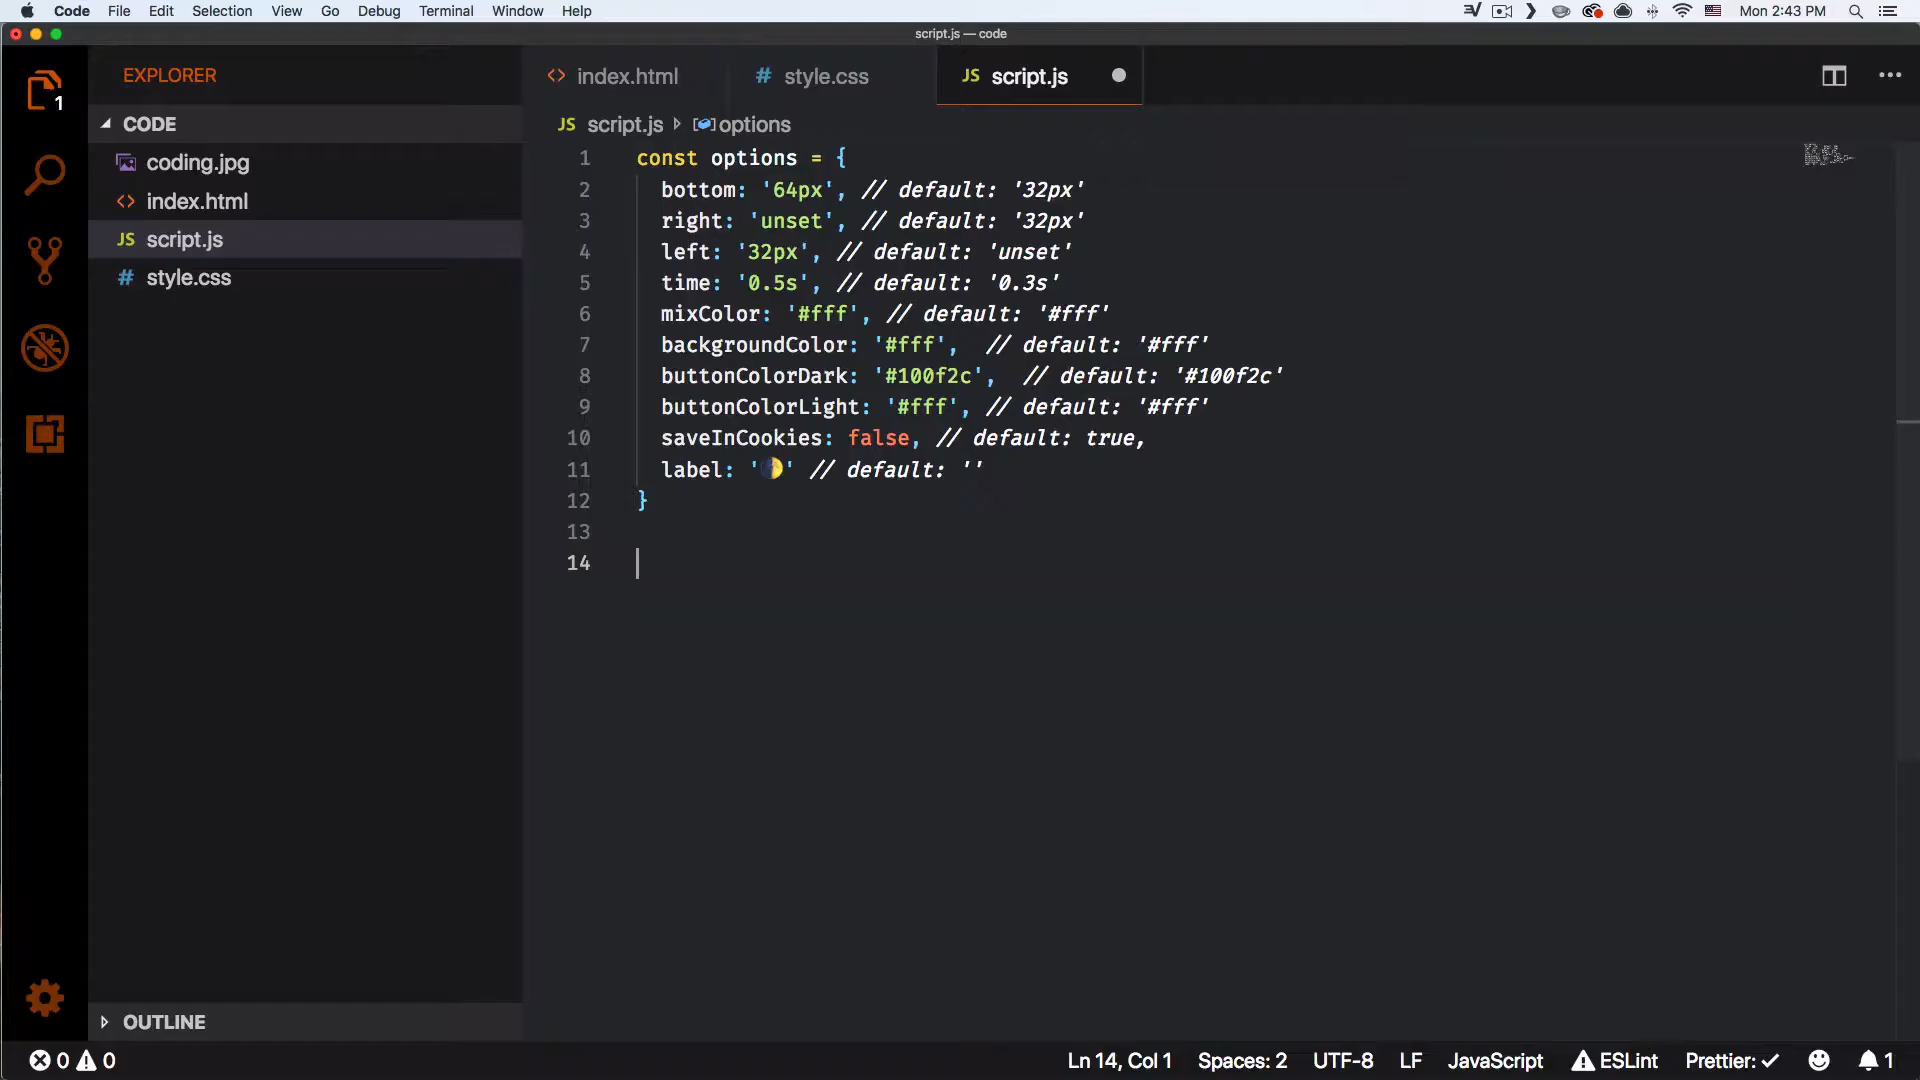 Code File Edit Selection View Go Debug Terminal Window Help Mon 2:43 PM
script.js — code
EXPLORER
index.html
# style.css
JS script.js
1
CODE
JS script.js options
coding.jpg
index.html
JS script.js
# style.css
1 const options = {
2 bottom: '64px', // default: '32px'
3 right: 'unset', // default: '32px'
4 left: '32px', // default: 'unset'
5 time: '0.5s', // default: '0.3s'
6 mixColor: '#fff', // default: '#fff'
7 backgroundColor: '#fff',  // default: '#fff'
8 buttonColorDark: '#100f2c',  // default: '#100f2c'
9 buttonColorLight: '#fff', // default: '#fff'
10 saveInCookies: false, // default: true,
11 label: '🌓' // default: ''
12 }
13
14
OUTLINE
0 0 Ln 14, Col 1 Spaces: 2 UTF-8 LF JavaScript ESLint Prettier: ✓ 1